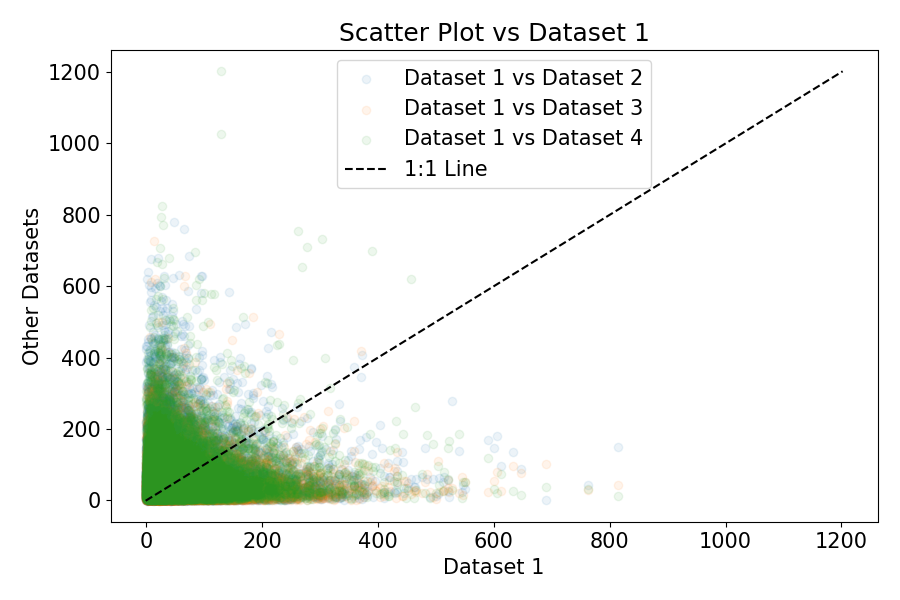 Scatter Plot vs Dataset 1
Dataset 1 vs Dataset 2
Dataset 1 vs Dataset 3
Dataset 1 vs Dataset 4
1:1 Line
Other Datasets
1200
1000
800
600
400
200
0
0 200 400 600 800 1000 1200
Dataset 1